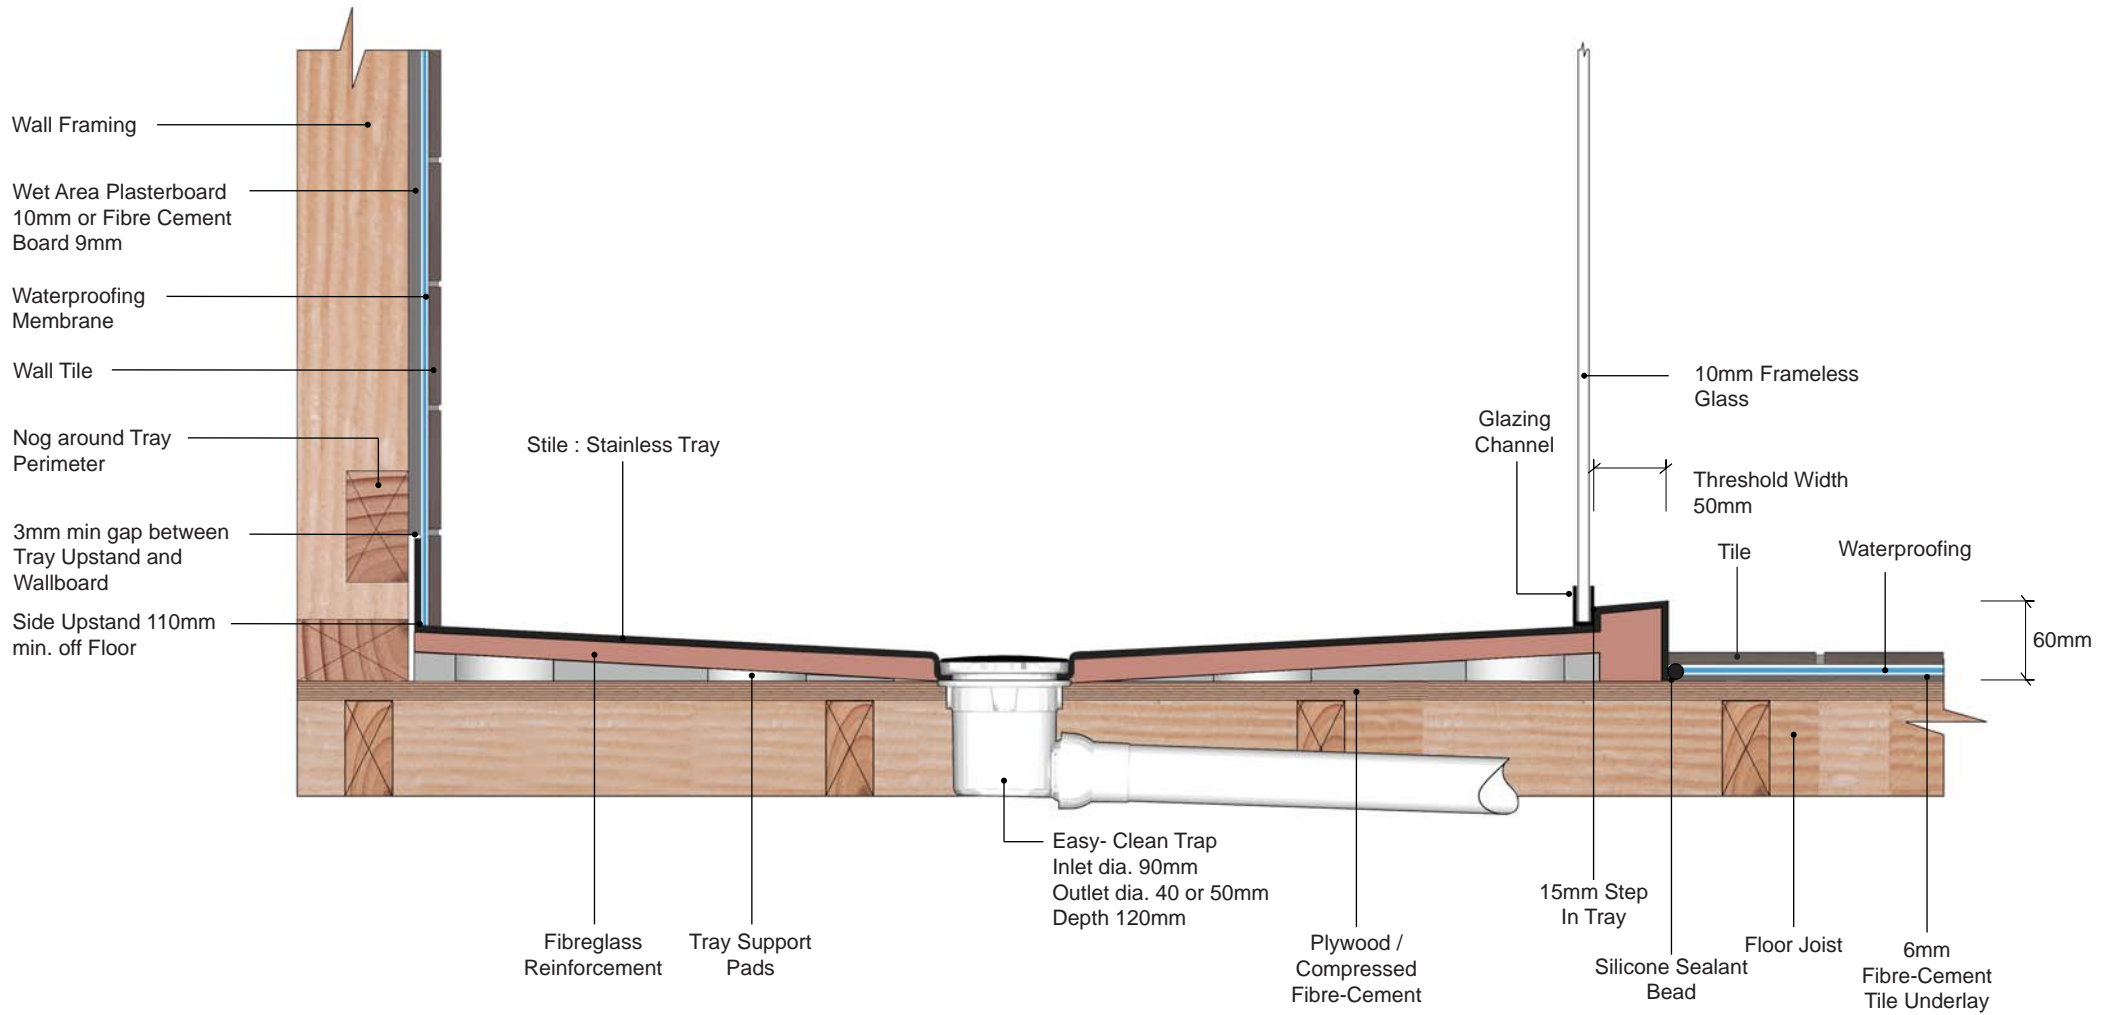 Wall Framing
Wet Area Plasterboard
10mm or Fibre Cement
Board 9mm
Waterproofing
Membrane
Wall Tile
Nog around Tray
Perimeter
3mm min gap between
Tray Upstand and
Wallboard
Side Upstand 110mm
min. off Floor
Stile : Stainless Tray
Glazing
Channel
10mm Frameless
Glass
Threshold Width
50mm
Tile
Waterproofing
60mm
Fibreglass
Reinforcement
Tray Support
Pads
Easy- Clean Trap
Inlet dia. 90mm
Outlet dia. 40 or 50mm
Depth 120mm
Plywood /
Compressed
Fibre-Cement
15mm Step
In Tray
Silicone Sealant
Bead
Floor Joist
6mm
Fibre-Cement
Tile Underlay